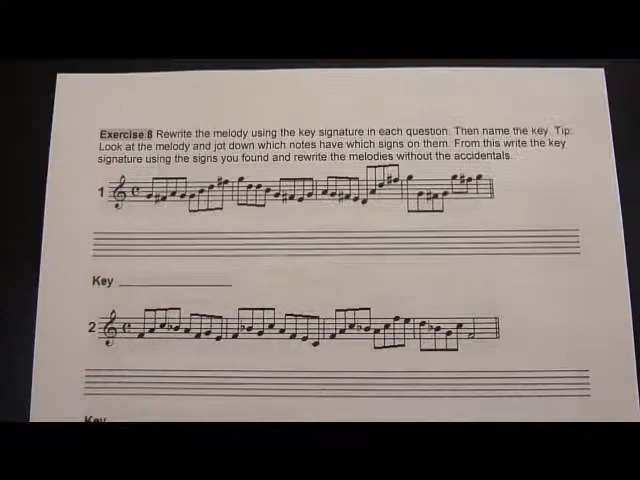 Exercise 8 Rewrite the melody using the key signature in each question. Then name the key. Tip:
Look at the melody and jot down which notes have which signs on them. From this write the key
signature using the signs you found and rewrite the melodies without the accidentals.
1
Key
2
Key